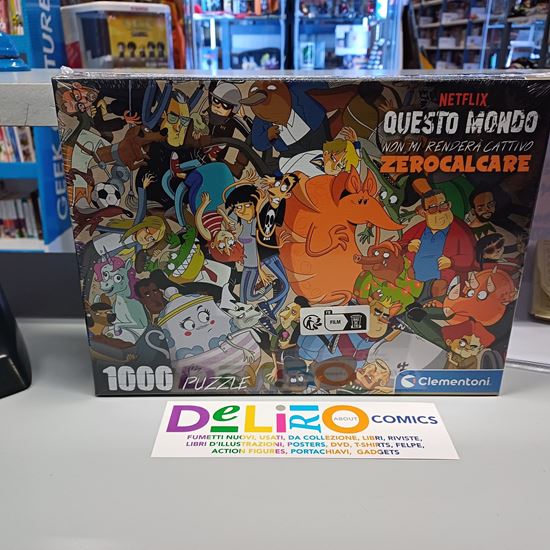 NETFLIX
QUESTO MONDO
NON MI RENDERÀ CATTIVO
ZEROCALCARE
FILM
1000 PUZZLE
Clementoni
DeLiRiO ABOUT COMICS
FUMETTI NUOVI, USATI, DA COLLEZIONE, LIBRI, RIVISTE,
LIBRI D'ILLUSTRAZIONI, POSTERS, DVD, T-SHIRTS, FELPE,
ACTION FIGURES, PORTACHIAVI, GADGETS
GEEK